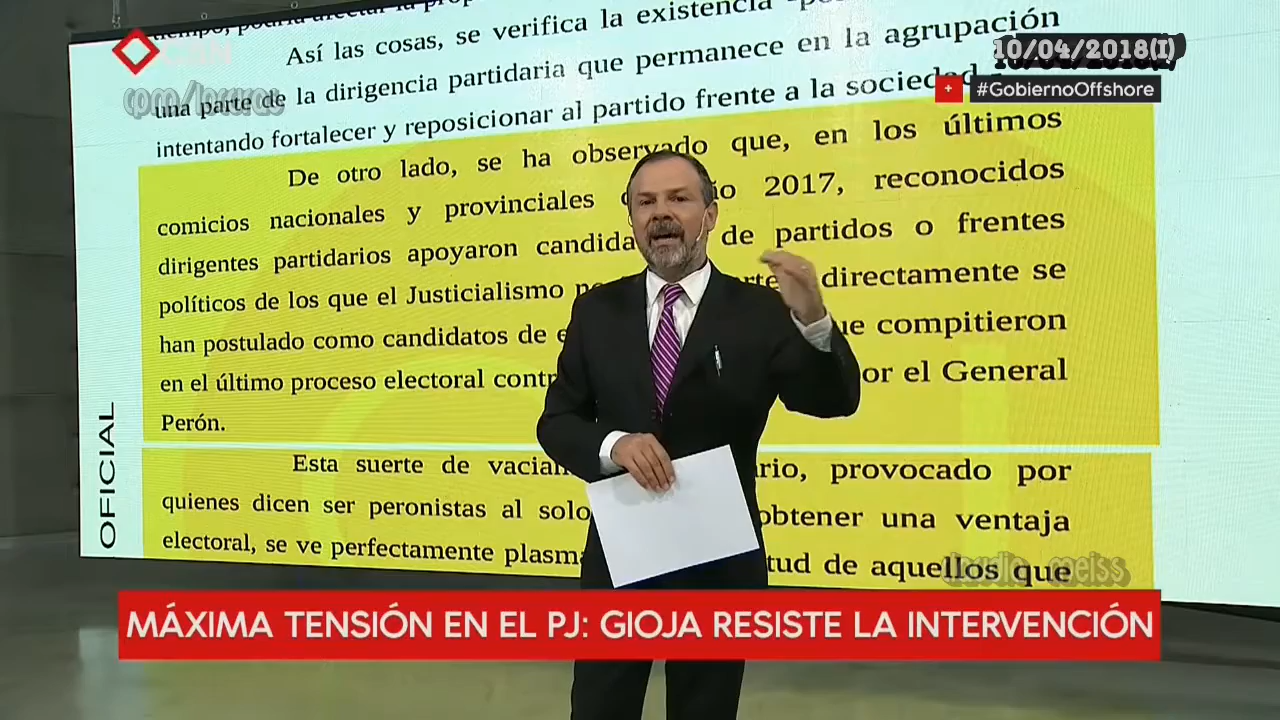 10/04/2018(I)
#GobiernoOffshore
Así las cosas, se verifica la existencia
una parte de la dirigencia partidaria que permanece en la agrupación
intentando fortalecer y reposicionar al partido frente a la sociedad
De otro lado, se ha observado que, en los últimos
comicios nacionales y provinciales 2017, reconocidos
dirigentes partidarios apoyaron de partidos o frentes
políticos de los que el Justicialismo directamente se
han postulado como candidatos de compitieron
en el último proceso electoral el General
Perón.
Esta suerte de provocado por
quienes dicen ser peronistas al solo obtener una ventaja
electoral, se ve perfectamente de aquellos que
OFICIAL
MÁXIMA TENSIÓN EN EL PJ: GIOJA RESISTE LA INTERVENCIÓN